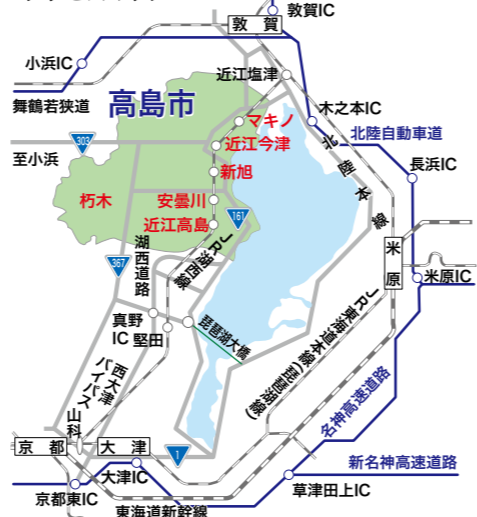 敦賀IC
敦賀
小浜IC
近江塩津
舞鶴若狭道
高島市
マキノ
木之本IC
北陸自動車道
303
近江今津
北陸本線
至小浜
新旭
長浜IC
朽木
安曇川
161
近江高島
米原
湖西道路
JR湖西線
367
米原IC
真野IC
堅田
琵琶湖大橋
JR東海道本線(琵琶湖線)
西大津バイパス
名神高速道路
山科
京都
大津
1
新名神高速道路
大津IC
京都東IC
草津田上IC
東海道新幹線